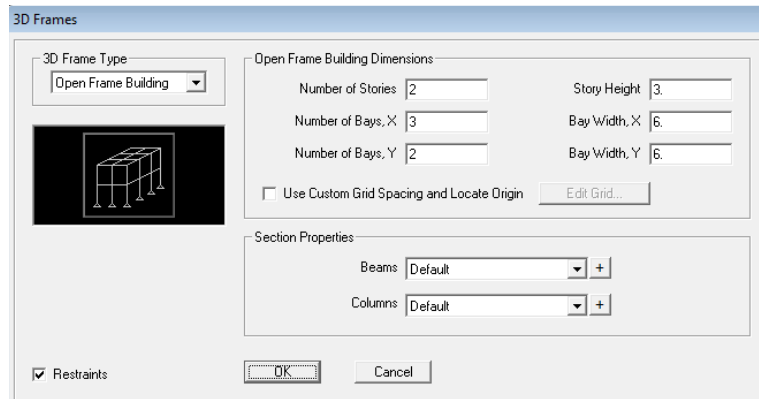 3D Frames
3D Frame Type
Open Frame Building
Open Frame Building Dimensions
Number of Stories 2 Story Height 3.
Number of Bays, X 3 Bay Width, X 6.
Number of Bays, Y 2 Bay Width, Y 6.
Use Custom Grid Spacing and Locate Origin Edit Grid...
Section Properties
Beams Default +
Columns Default +
Restraints OK Cancel